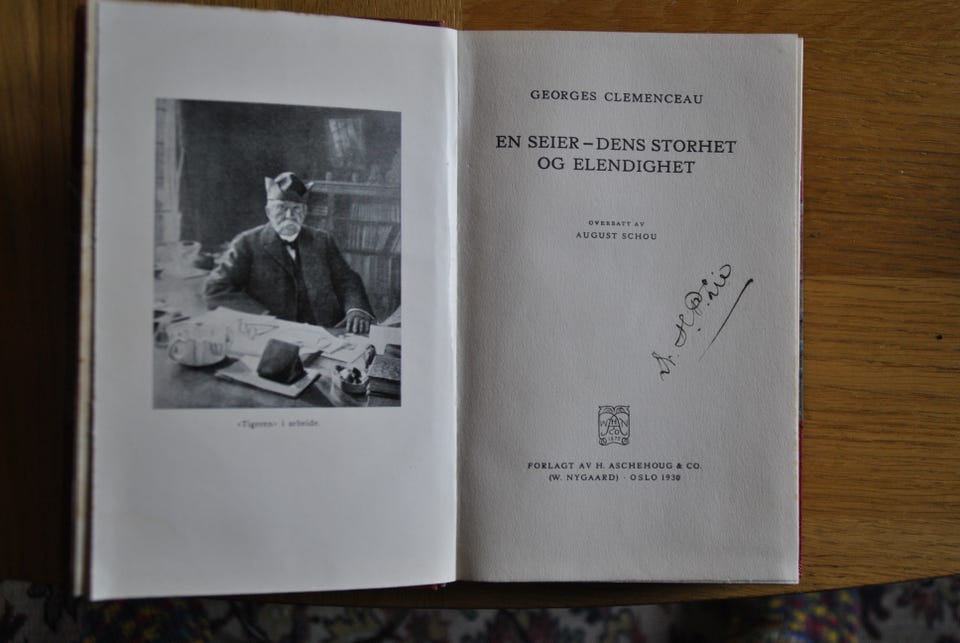 «Tigeren» i arbeide.
GEORGES CLEMENCEAU
EN SEIER – DENS STORHET
OG ELENDIGHET
OVERSATT AV
AUGUST SCHOU
FORLAGT AV H. ASCHEHOUG & CO.
(W. NYGAARD) · OSLO 1930